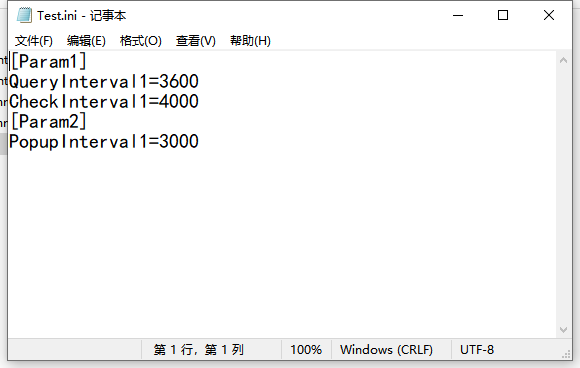 Test.ini - 记事本
文件(F) 编辑(E) 格式(O) 查看(V) 帮助(H)
[Param1]
QueryInterval1=3600
CheckInterval1=4000
[Param2]
PopupInterval1=3000
第 1 行，第 1 列 100% Windows (CRLF) UTF-8